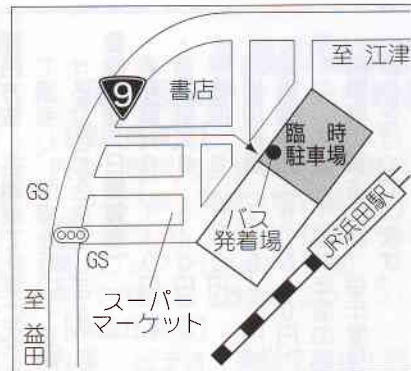 至 江津
9
書店
臨時
駐車場
GS
バス
発着場
JR浜田駅
GS
スーパー
マーケット
至 益田